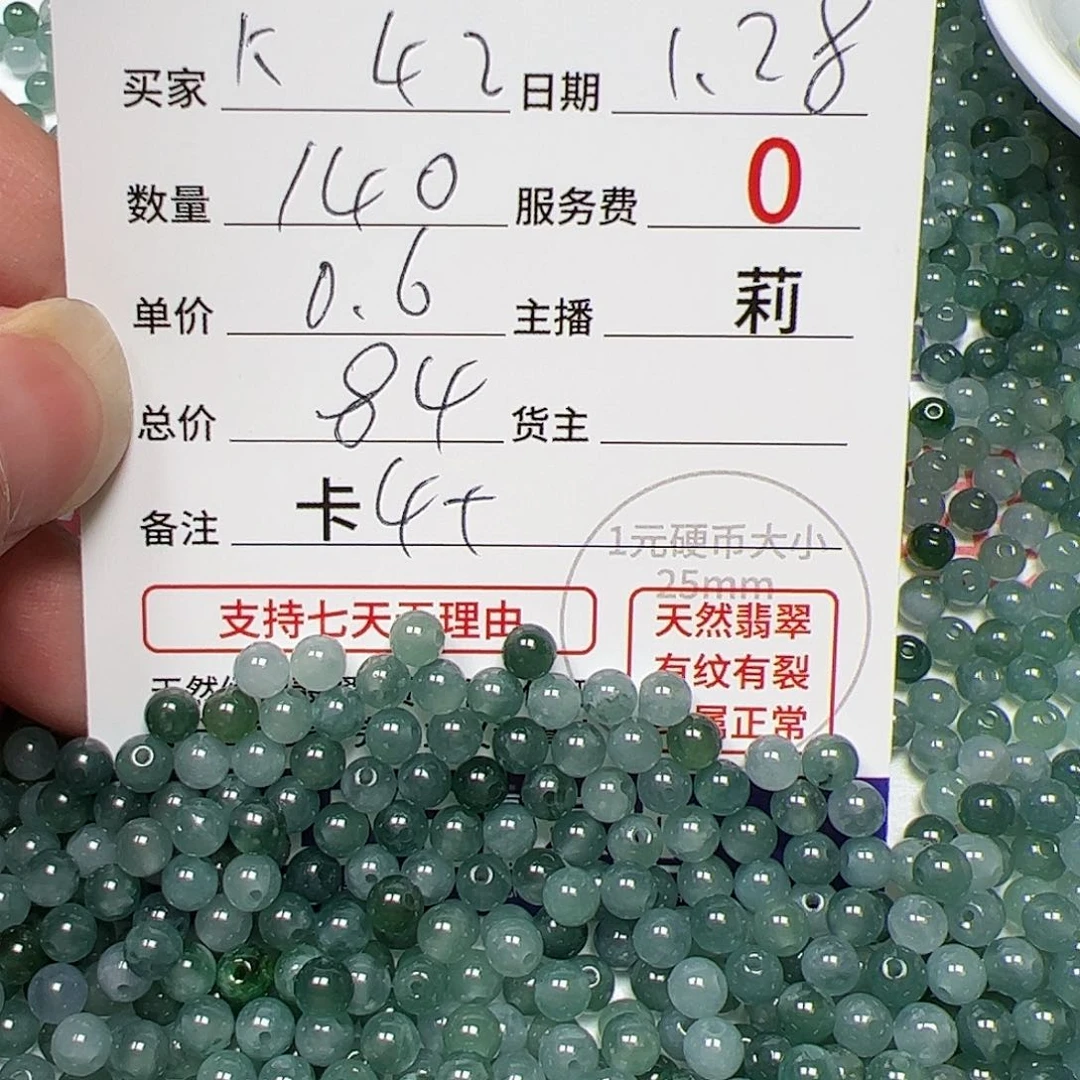 买家 K 42 日期 1.28
数量 140 服务费 0
单价 0.6 主播 莉
总价 84 货主
备注 卡4+
1元硬币大小
25mm
支持七天 理由
天然翡翠
有纹有裂
属正常